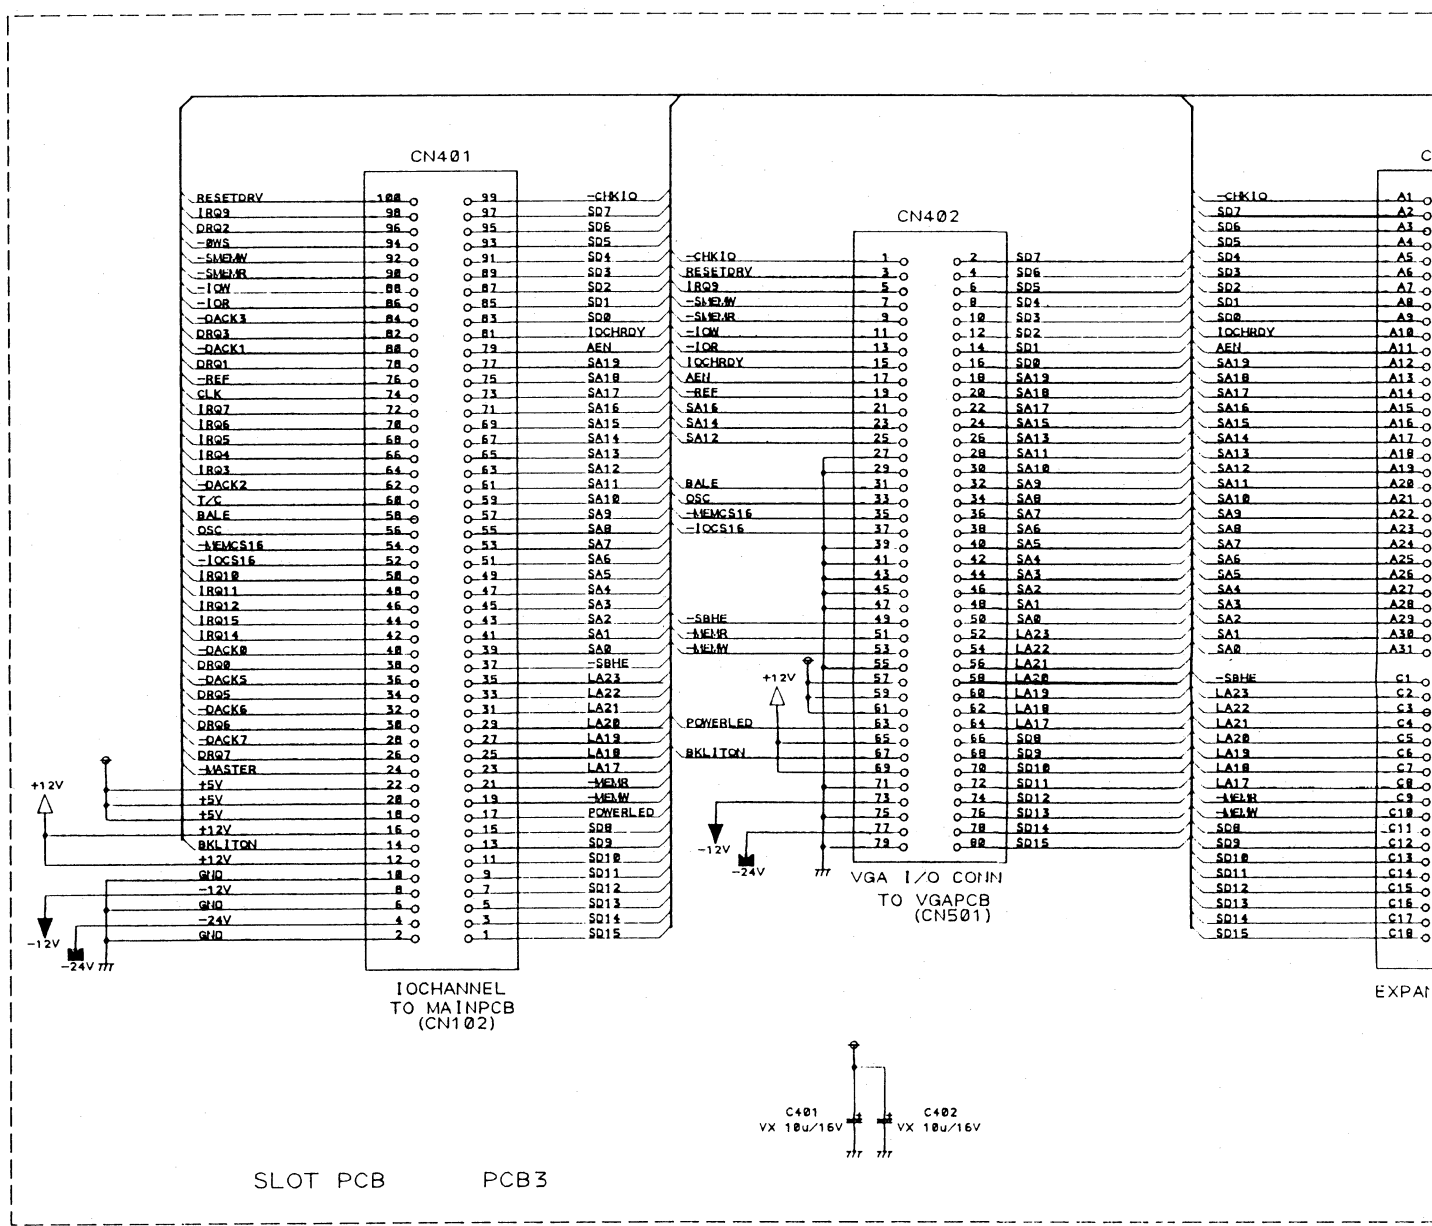 CN401
RESETDRV 100 99 -CHKIO
IRQ9 98 97 SD7
DRQ2 96 95 SD6
-0WS 94 93 SD5
-SMEMW 92 91 SD4
-SMEMR 90 89 SD3
-IOW 88 87 SD2
-IOR 86 85 SD1
-DACK3 84 83 SD0
DRQ3 82 81 IOCHRDY
-DACK1 80 79 AEN
DRQ1 78 77 SA19
-REF 76 75 SA18
CLK 74 73 SA17
IRQ7 72 71 SA16
IRQ6 70 69 SA15
IRQ5 68 67 SA14
IRQ4 66 65 SA13
IRQ3 64 63 SA12
-DACK2 62 61 SA11
T/C 60 59 SA10
BALE 58 57 SA9
OSC 56 55 SA8
-MEMCS16 54 53 SA7
-IOCS16 52 51 SA6
IRQ10 50 49 SA5
IRQ11 48 47 SA4
IRQ12 46 45 SA3
IRQ15 44 43 SA2
IRQ14 42 41 SA1
-DACK0 40 39 SA0
DRQ0 38 37 -SBHE
-DACK5 36 35 LA23
DRQ5 34 33 LA22
-DACK6 32 31 LA21
DRQ6 30 29 LA20
-DACK7 28 27 LA19
DRQ7 26 25 LA18
-MASTER 24 23 LA17
+5V 22 21 -MEMR
+5V 20 19 -MEMW
+5V 18 17 POWERLED
+12V 16 15 SD8
BKLITON 14 13 SD9
+12V 12 11 SD10
GND 10 9 SD11
-12V 8 7 SD12
GND 6 5 SD13
-24V 4 3 SD14
GND 2 1 SD15
+12V
-12V
-24V
IOCHANNEL
TO MAINPCB
(CN102)
CN402
-CHKIO 1 2 SD7
RESETDRV 3 4 SD6
IRQ9 5 6 SD5
-SMEMW 7 8 SD4
-SMEMR 9 10 SD3
-IOW 11 12 SD2
-IOR 13 14 SD1
IOCHRDY 15 16 SD0
AEN 17 18 SA19
-REF 19 20 SA18
SA16 21 22 SA17
SA14 23 24 SA15
SA12 25 26 SA13
27 28 SA11
29 30 SA10
BALE 31 32 SA9
OSC 33 34 SA8
-MEMCS16 35 36 SA7
-IOCS16 37 38 SA6
39 40 SA5
41 42 SA4
43 44 SA3
45 46 SA2
47 48 SA1
-SBHE 49 50 SA0
-MEMR 51 52 LA23
-MEMW 53 54 LA22
55 56 LA21
57 58 LA20
59 60 LA19
61 62 LA18
POWERLED 63 64 LA17
65 66 SD8
BKLITON 67 68 SD9
69 70 SD10
71 72 SD11
73 74 SD12
75 76 SD13
77 78 SD14
79 80 SD15
+12V
-12V
-24V
VGA I/O CONN
TO VGAPCB
(CN501)
C
-CHKIO A1
SD7 A2
SD6 A3
SD5 A4
SD4 A5
SD3 A6
SD2 A7
SD1 A8
SD0 A9
IOCHRDY A10
AEN A11
SA19 A12
SA18 A13
SA17 A14
SA16 A15
SA15 A16
SA14 A17
SA13 A18
SA12 A19
SA11 A20
SA10 A21
SA9 A22
SA8 A23
SA7 A24
SA6 A25
SA5 A26
SA4 A27
SA3 A28
SA2 A29
SA1 A30
SA0 A31
-SBHE C1
LA23 C2
LA22 C3
LA21 C4
LA20 C5
LA19 C6
LA18 C7
LA17 C8
-MEMR C9
-MEMW C10
SD8 C11
SD9 C12
SD10 C13
SD11 C14
SD12 C15
SD13 C16
SD14 C17
SD15 C18
EXPAN
C401
VX 10u/16V
C402
VX 10u/16V
SLOT PCB PCB3